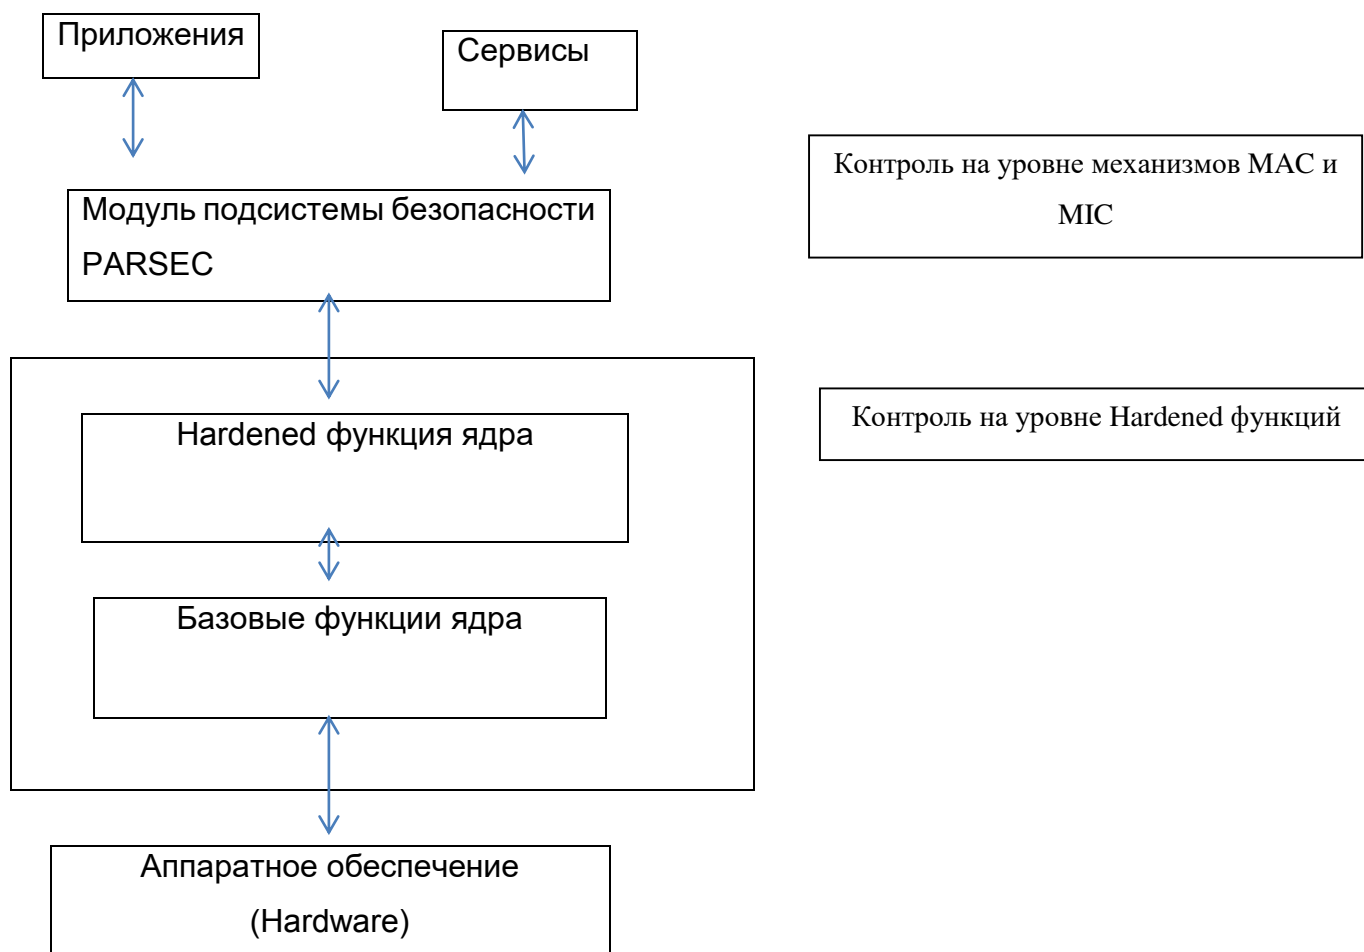 Приложения
Сервисы
Контроль на уровне механизмов MAC и
MIC
Модуль подсистемы безопасности
PARSEC
Контроль на уровне Hardened функций
Hardened функция ядра
Базовые функции ядра
Аппаратное обеспечение
(Hardware)